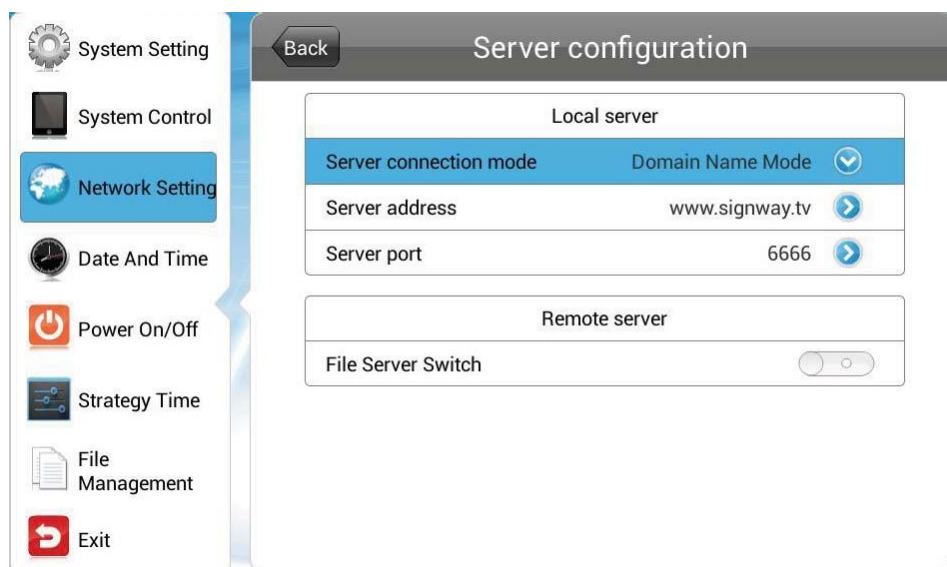 System Setting
System Control
Network Setting
Date And Time
Power On/Off
Strategy Time
File
Management
Exit
Back
Server configuration
Local server
Server connection mode Domain Name Mode
Server address www.signway.tv
Server port 6666
Remote server
File Server Switch